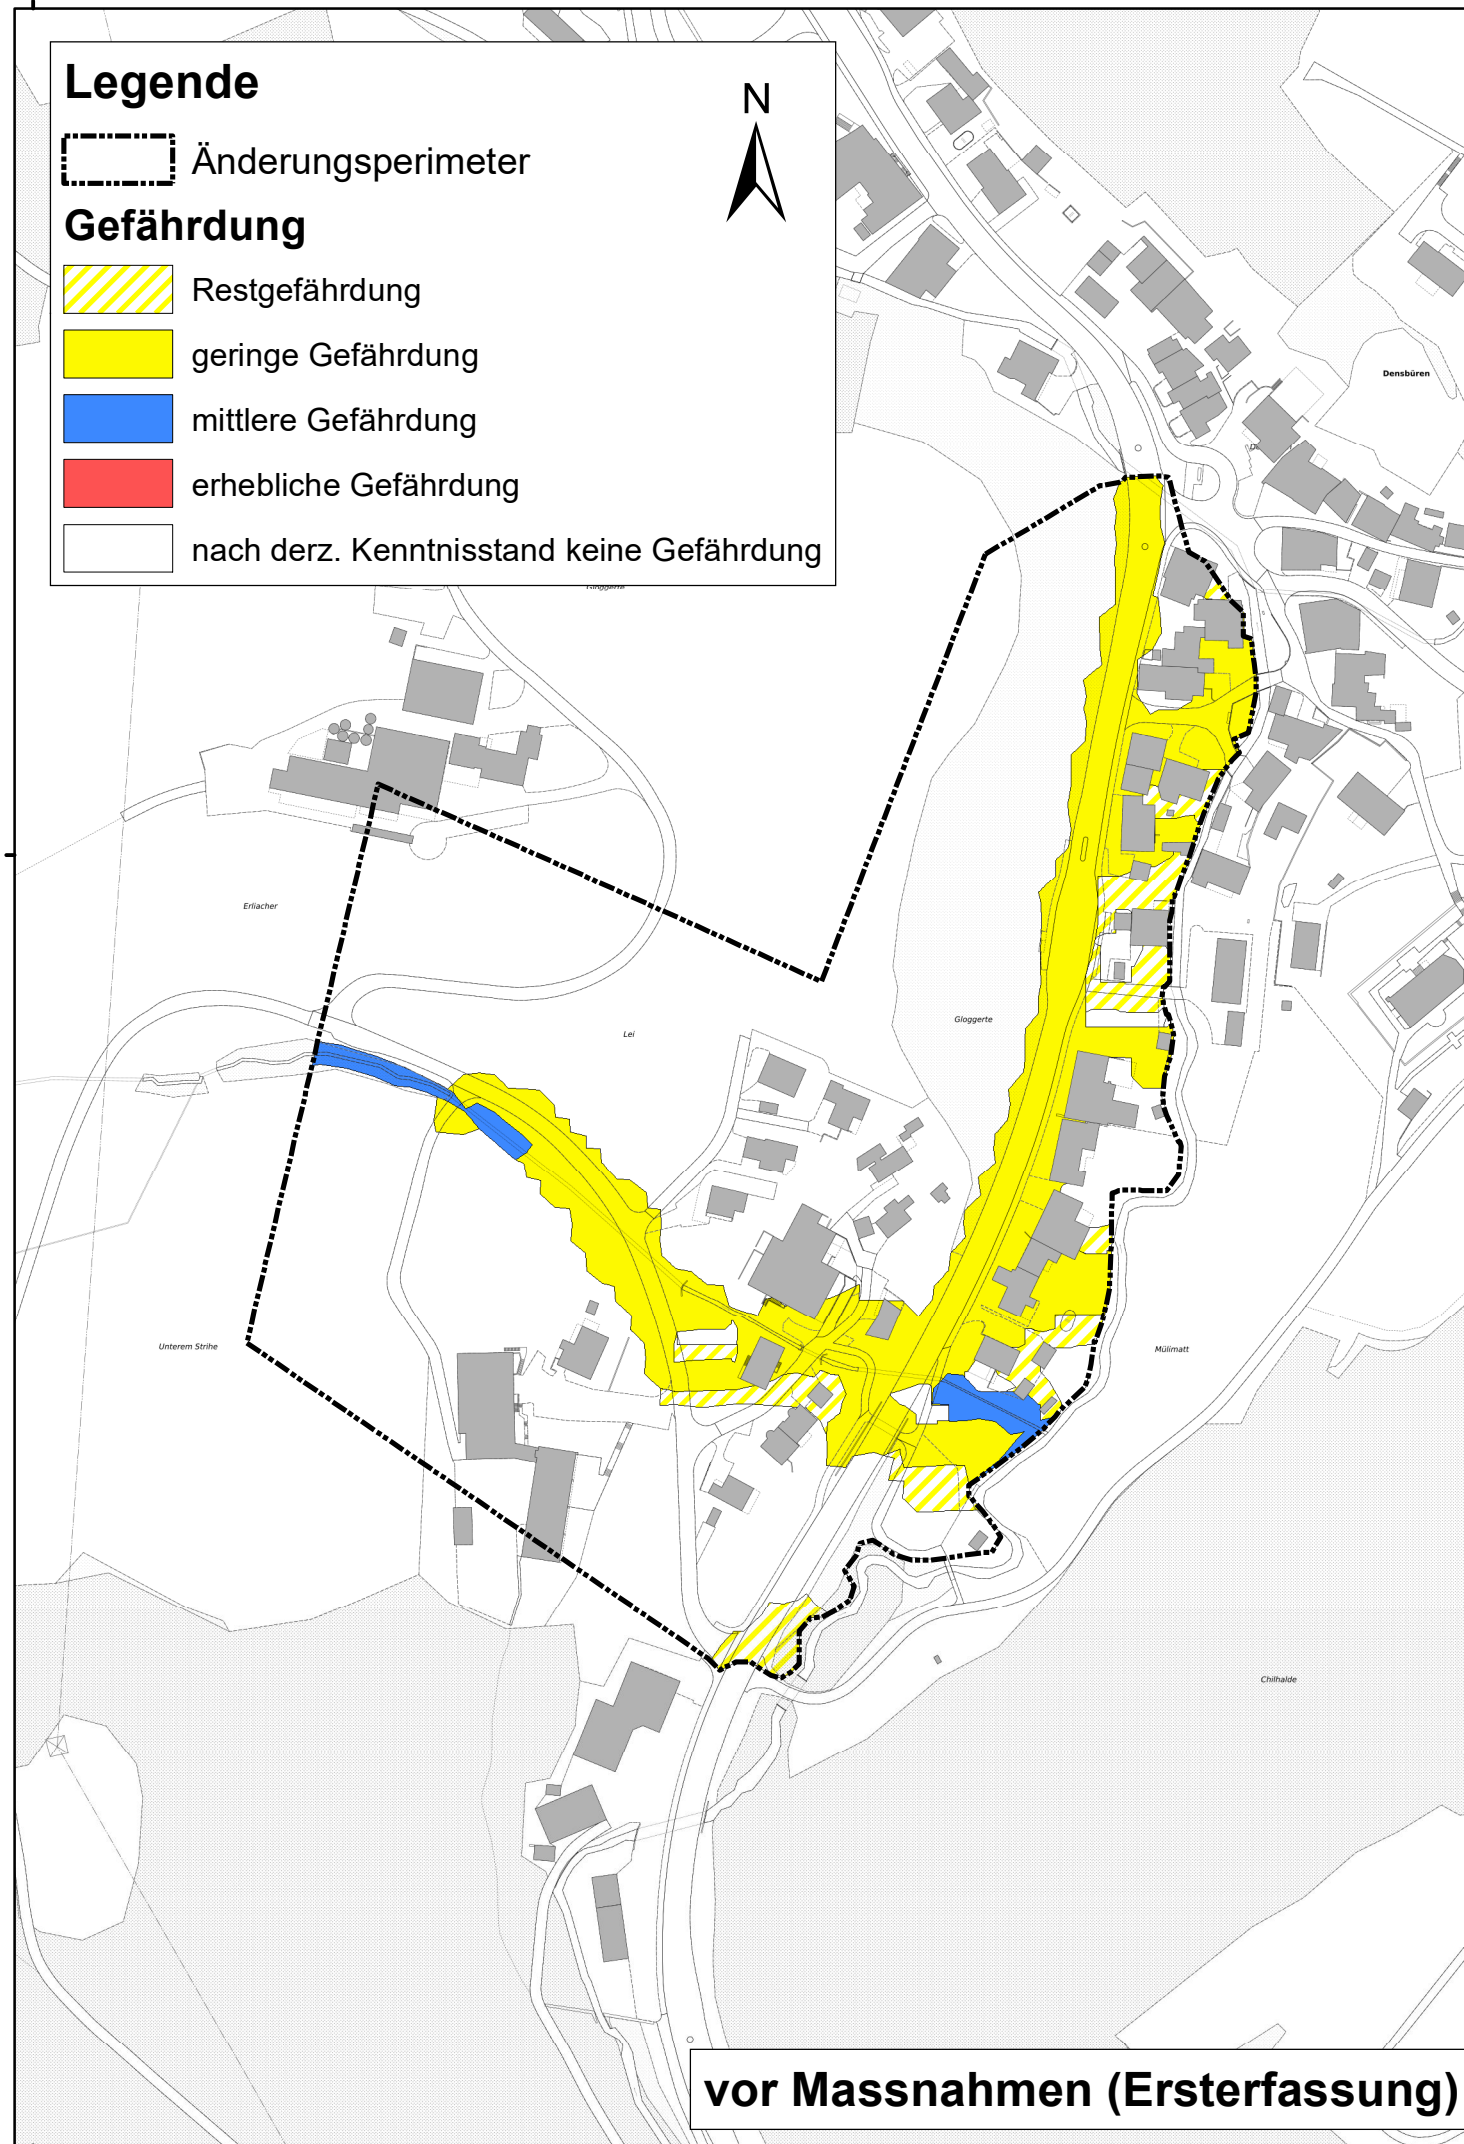 Legende
N
Änderungsperimeter
Gefährdung
Restgefährdung
geringe Gefährdung
mittlere Gefährdung
erhebliche Gefährdung
nach derz. Kenntnisstand keine Gefährdung
Densbüren
Erliacher
Lei
Gloggerte
Unterem Strihe
Mülimatt
Chilhalde
vor Massnahmen (Ersterfassung)